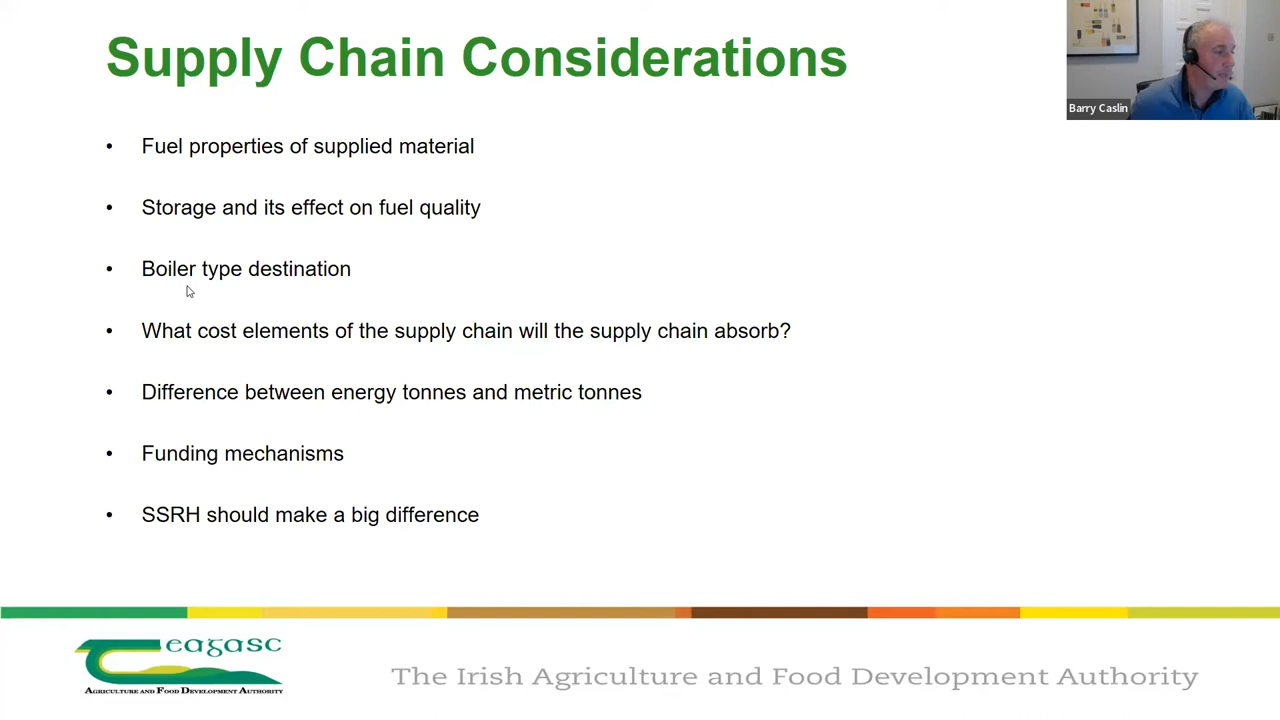 Supply Chain Considerations
Barry Caslin
• Fuel properties of supplied material
• Storage and its effect on fuel quality
• Boiler type destination
• What cost elements of the supply chain will the supply chain absorb?
• Difference between energy tonnes and metric tonnes
• Funding mechanisms
• SSRH should make a big difference
teagasc
AGRICULTURE AND FOOD DEVELOPMENT AUTHORITY
The Irish Agriculture and Food Development Authority